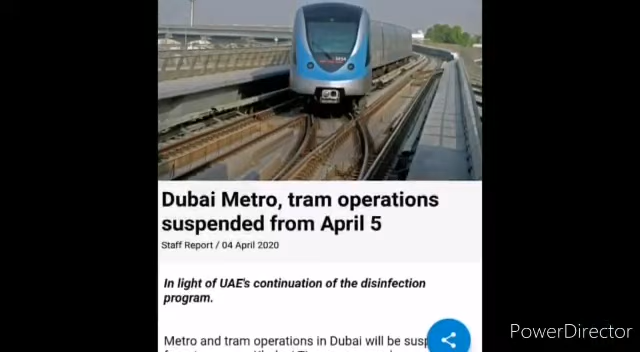 Dubai Metro, tram operations
suspended from April 5
Staff Report / 04 April 2020
In light of UAE's continuation of the disinfection
program.
Metro and tram operations in Dubai will be
PowerDirector